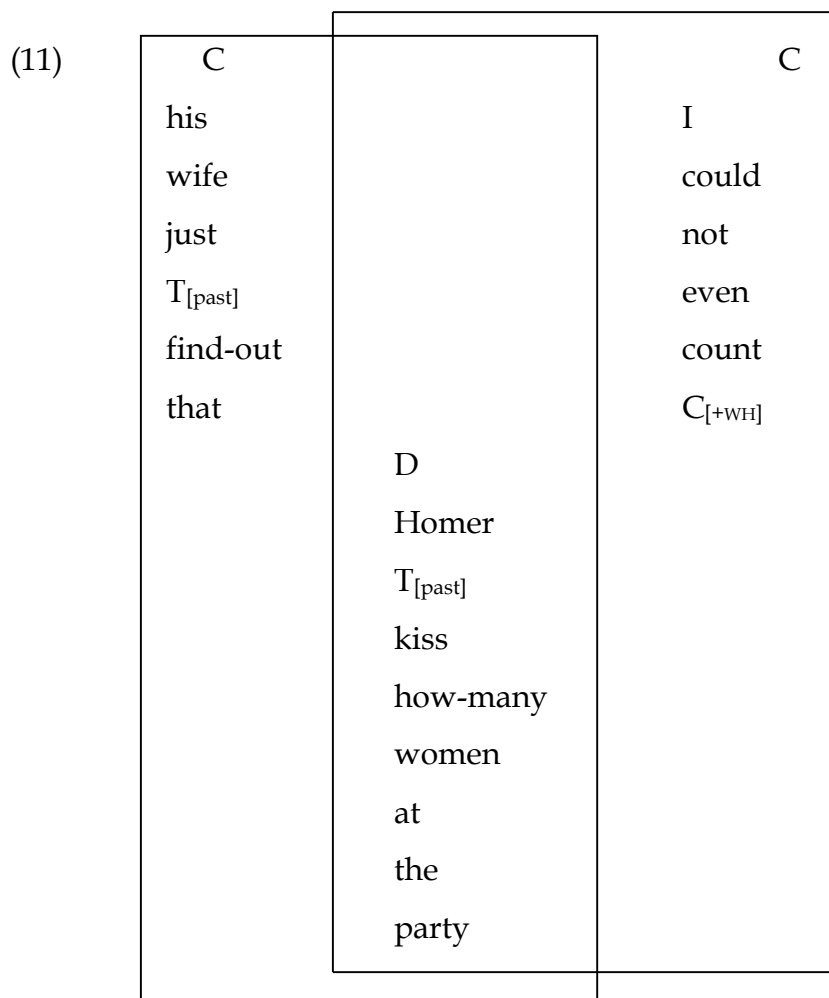 (11) C C
his I
wife could
just not
T[past] even
find-out count
that C[+WH]
D
Homer
T[past]
kiss
how-many
women
at
the
party